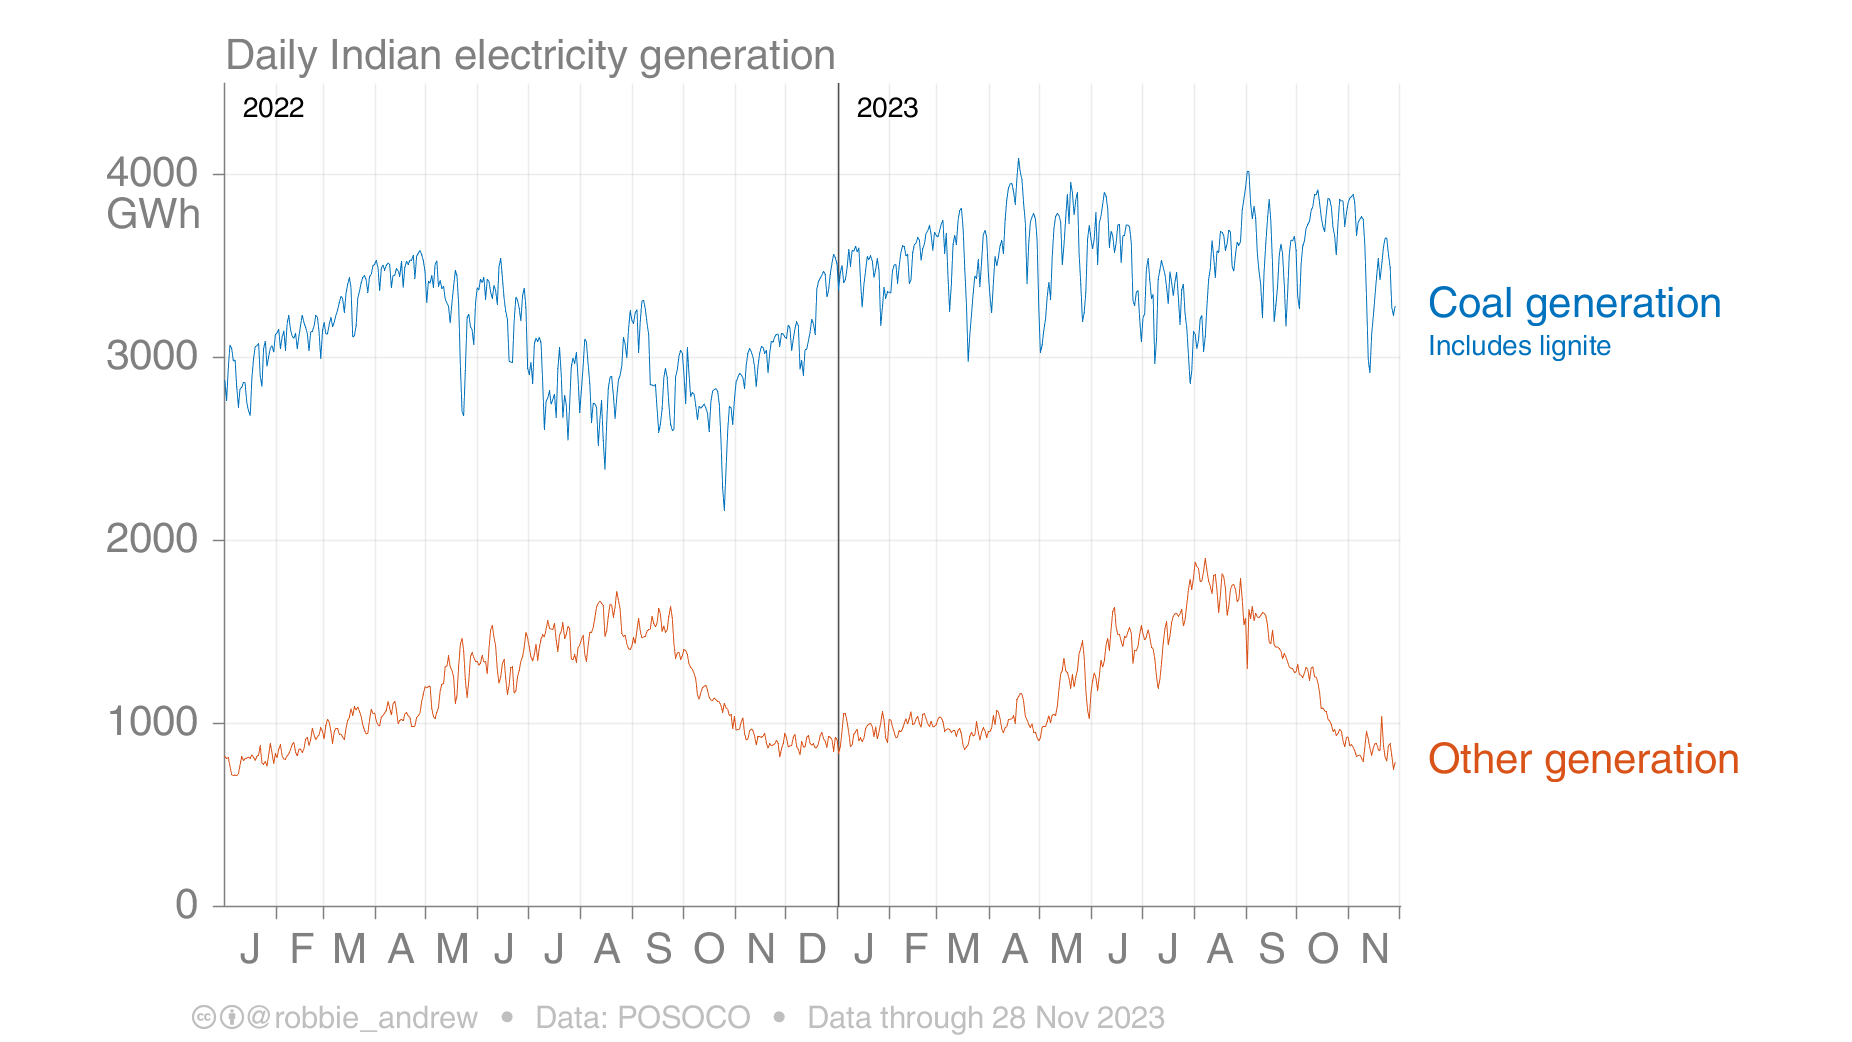 Daily Indian electricity generation
2022
2023
4000
GWh
3000
2000
1000
0
Coal generation
Includes lignite
Other generation
J F M A M J J A S O N D J F M A M J J A S O N
cc @robbie_andrew • Data: POSOCO • Data through 28 Nov 2023